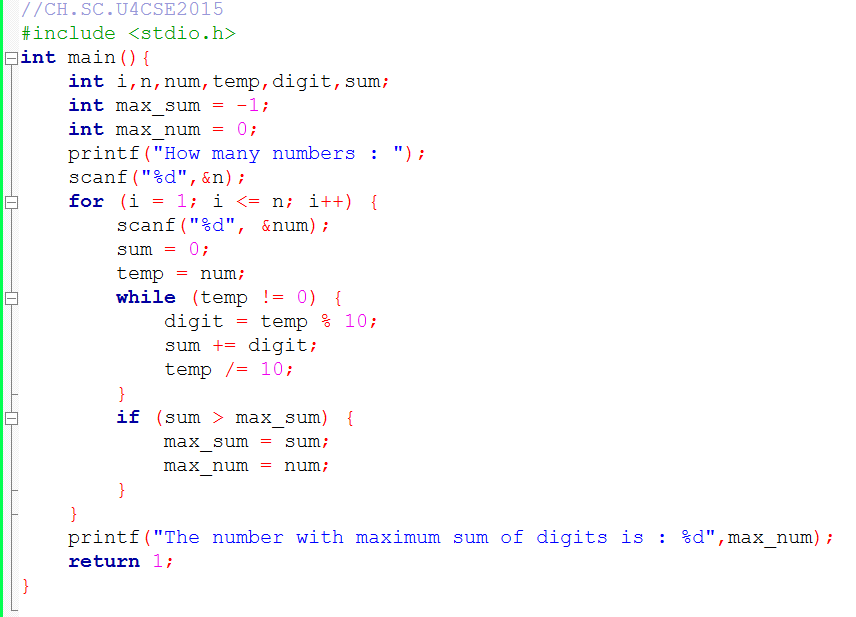 //CH.SC.U4CSE2015
#include <stdio.h>
int main(){
    int i,n,num,temp,digit,sum;
    int max_sum = -1;
    int max_num = 0;
    printf("How many numbers : ");
    scanf("%d",&n);
    for (i = 1; i <= n; i++) {
        scanf("%d", &num);
        sum = 0;
        temp = num;
        while (temp != 0) {
            digit = temp % 10;
            sum += digit;
            temp /= 10;
        }
        if (sum > max_sum) {
            max_sum = sum;
            max_num = num;
        }
    }
    printf("The number with maximum sum of digits is : %d",max_num);
    return 1;
}